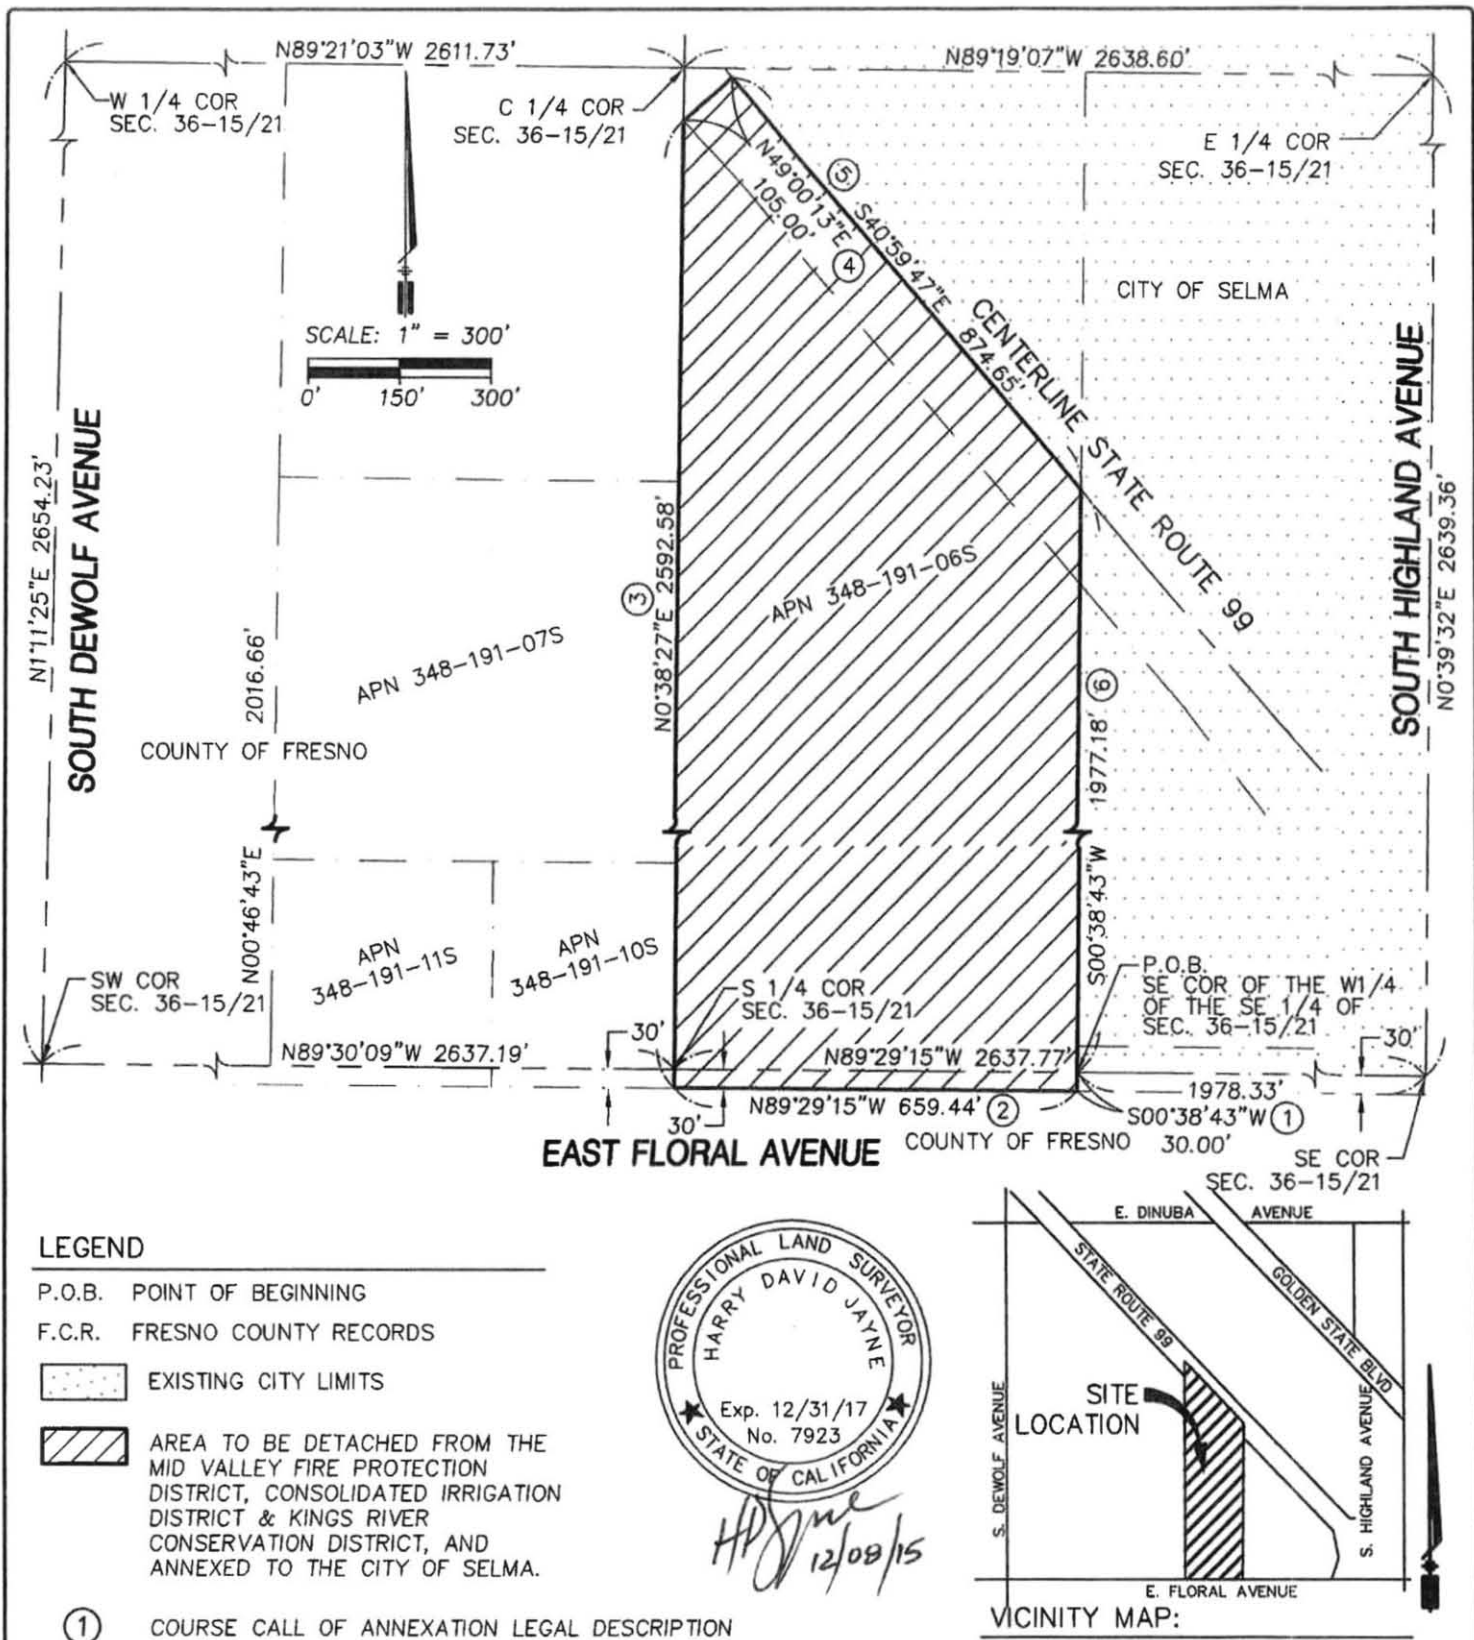 N89°21'03"W 2611.73'
N89°19'07"W 2638.60'
W 1/4 COR
SEC. 36-15/21
C 1/4 COR
SEC. 36-15/21
E 1/4 COR
SEC. 36-15/21
N49°00'13"E
105.00'
4
5
S40°59'47"E 874.65'
CENTERLINE STATE ROUTE 99
CITY OF SELMA
SCALE: 1" = 300'
0' 150' 300'
SOUTH DEWOLF AVENUE
N1°11'25"E 2654.23'
SOUTH HIGHLAND AVENUE
N0°39'32"E 2639.36'
3
N0°38'27"E 2592.58'
APN 348-191-06S
APN 348-191-07S
2016.66'
N00°46'43"E
COUNTY OF FRESNO
6
1977.18'
S00°38'43"W
APN
348-191-11S
APN
348-191-10S
SW COR
SEC. 36-15/21
S 1/4 COR
SEC. 36-15/21
P.O.B.
SE COR OF THE W1/4
OF THE SE 1/4 OF
SEC. 36-15/21
30'
30'
N89°30'09"W 2637.19'
N89°29'15"W 2637.77'
1978.33'
N89°29'15"W 659.44' 2
S00°38'43"W 1
30.00'
30'
EAST FLORAL AVENUE
COUNTY OF FRESNO
SE COR
SEC. 36-15/21
LEGEND
P.O.B. POINT OF BEGINNING
F.C.R. FRESNO COUNTY RECORDS
EXISTING CITY LIMITS
AREA TO BE DETACHED FROM THE
MID VALLEY FIRE PROTECTION
DISTRICT, CONSOLIDATED IRRIGATION
DISTRICT & KINGS RIVER
CONSERVATION DISTRICT, AND
ANNEXED TO THE CITY OF SELMA.
1 COURSE CALL OF ANNEXATION LEGAL DESCRIPTION
PROFESSIONAL LAND SURVEYOR
HARRY DAVID JAYNE
Exp. 12/31/17
No. 7923
STATE OF CALIFORNIA
12/08/15
E. DINUBA AVENUE
STATE ROUTE 99
GOLDEN STATE BLVD
SITE
LOCATION
S. DEWOLF AVENUE
S. HIGHLAND AVENUE
E. FLORAL AVENUE
VICINITY MAP: